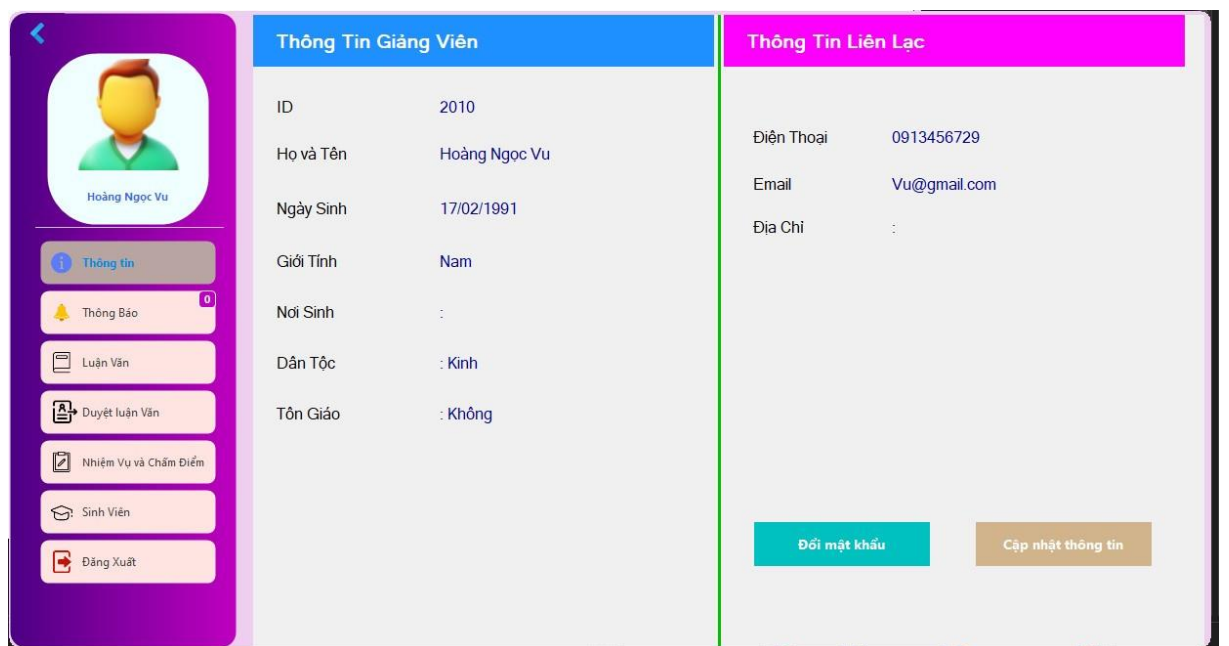 Hoàng Ngọc Vu
Thông tin
Thông Báo
0
Luận Văn
Duyệt luận Văn
Nhiệm Vụ và Chấm Điểm
Sinh Viên
Đăng Xuất
Thông Tin Giảng Viên
ID 2010
Họ và Tên Hoàng Ngọc Vu
Ngày Sinh 17/02/1991
Giới Tính Nam
Nơi Sinh :
Dân Tộc : Kinh
Tôn Giáo : Không
Thông Tin Liên Lạc
Điện Thoại 0913456729
Email Vu@gmail.com
Địa Chỉ :
Đổi mật khẩu
Cập nhật thông tin